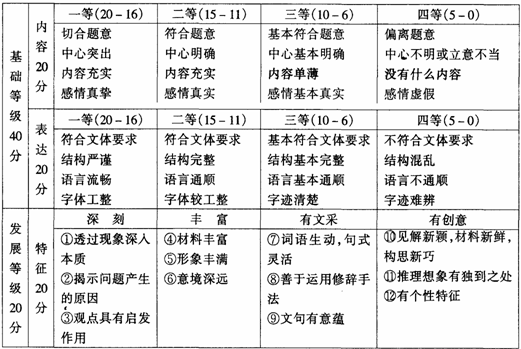 一等(20-16) 二等(15-11) 三等(10-6) 四等(5-0)
基础等级40分
内容20分
切合题意 符合题意 基本符合题意 偏离题意
中心突出 中心明确 中心基本明确 中心不明或立意不当
内容充实 内容充实 内容单薄 没有什么内容
感情真挚 感情真实 感情基本真实 感情虚假
一等(20-16) 二等(15-11) 三等(10-6) 四等(5-0)
表达20分
符合文体要求 符合文体要求 基本符合文体要求 不符合文体要求
结构严谨 结构完整 结构基本完整 结构混乱
语言流畅 语言通顺 语言基本通顺 语言不通顺
字体工整 字体较工整 字迹清楚 字迹难辨
发展等级20分
特征20分
深刻 丰富 有文采 有创意
①透过现象深入
本质
②揭示问题产生
的原因
③观点具有启发
作用
④材料丰富
⑤形象丰满
⑥意境深远
⑦词语生动,句式
灵活
⑧善于运用修辞手
法
⑨文句有意蕴
⑩见解新颖,材料新鲜,
构思新巧
⑪推理想象有独到之处
⑫有个性特征